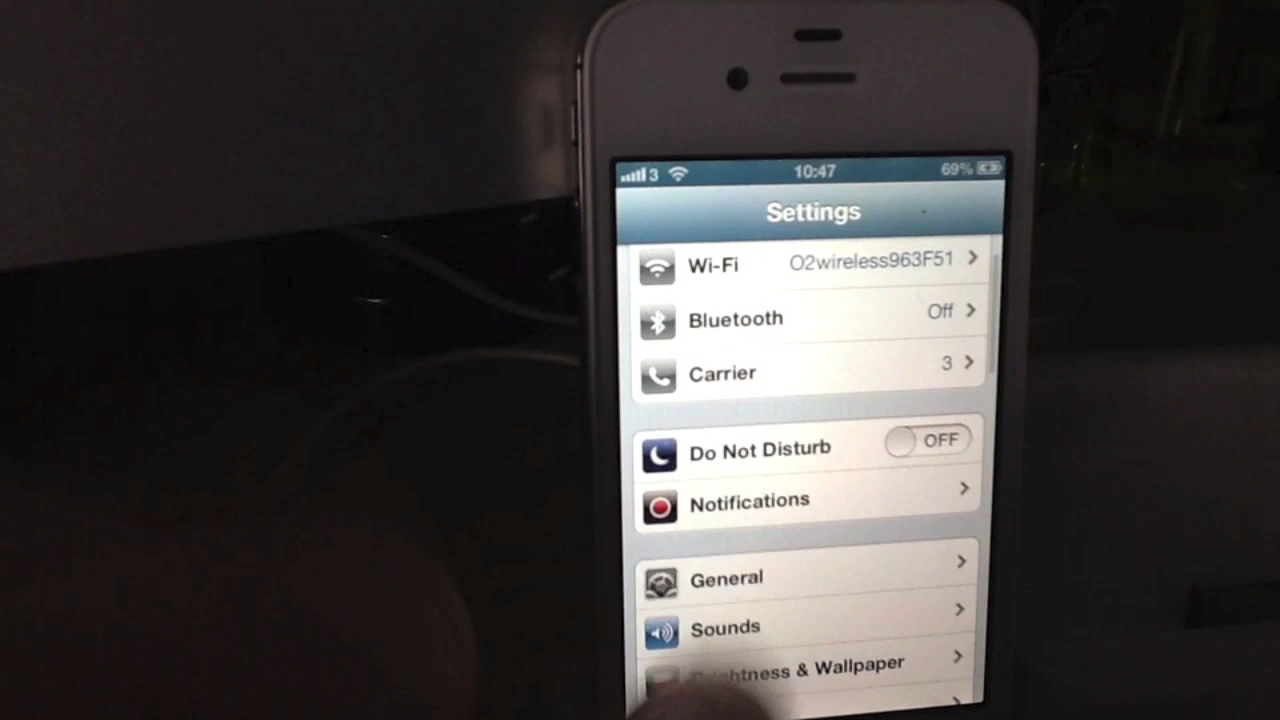 3 10:47 69%
Settings
Wi-Fi O2wireless963F51
Bluetooth Off
Carrier 3
Do Not Disturb OFF
Notifications
General
Sounds
Brightness & Wallpaper